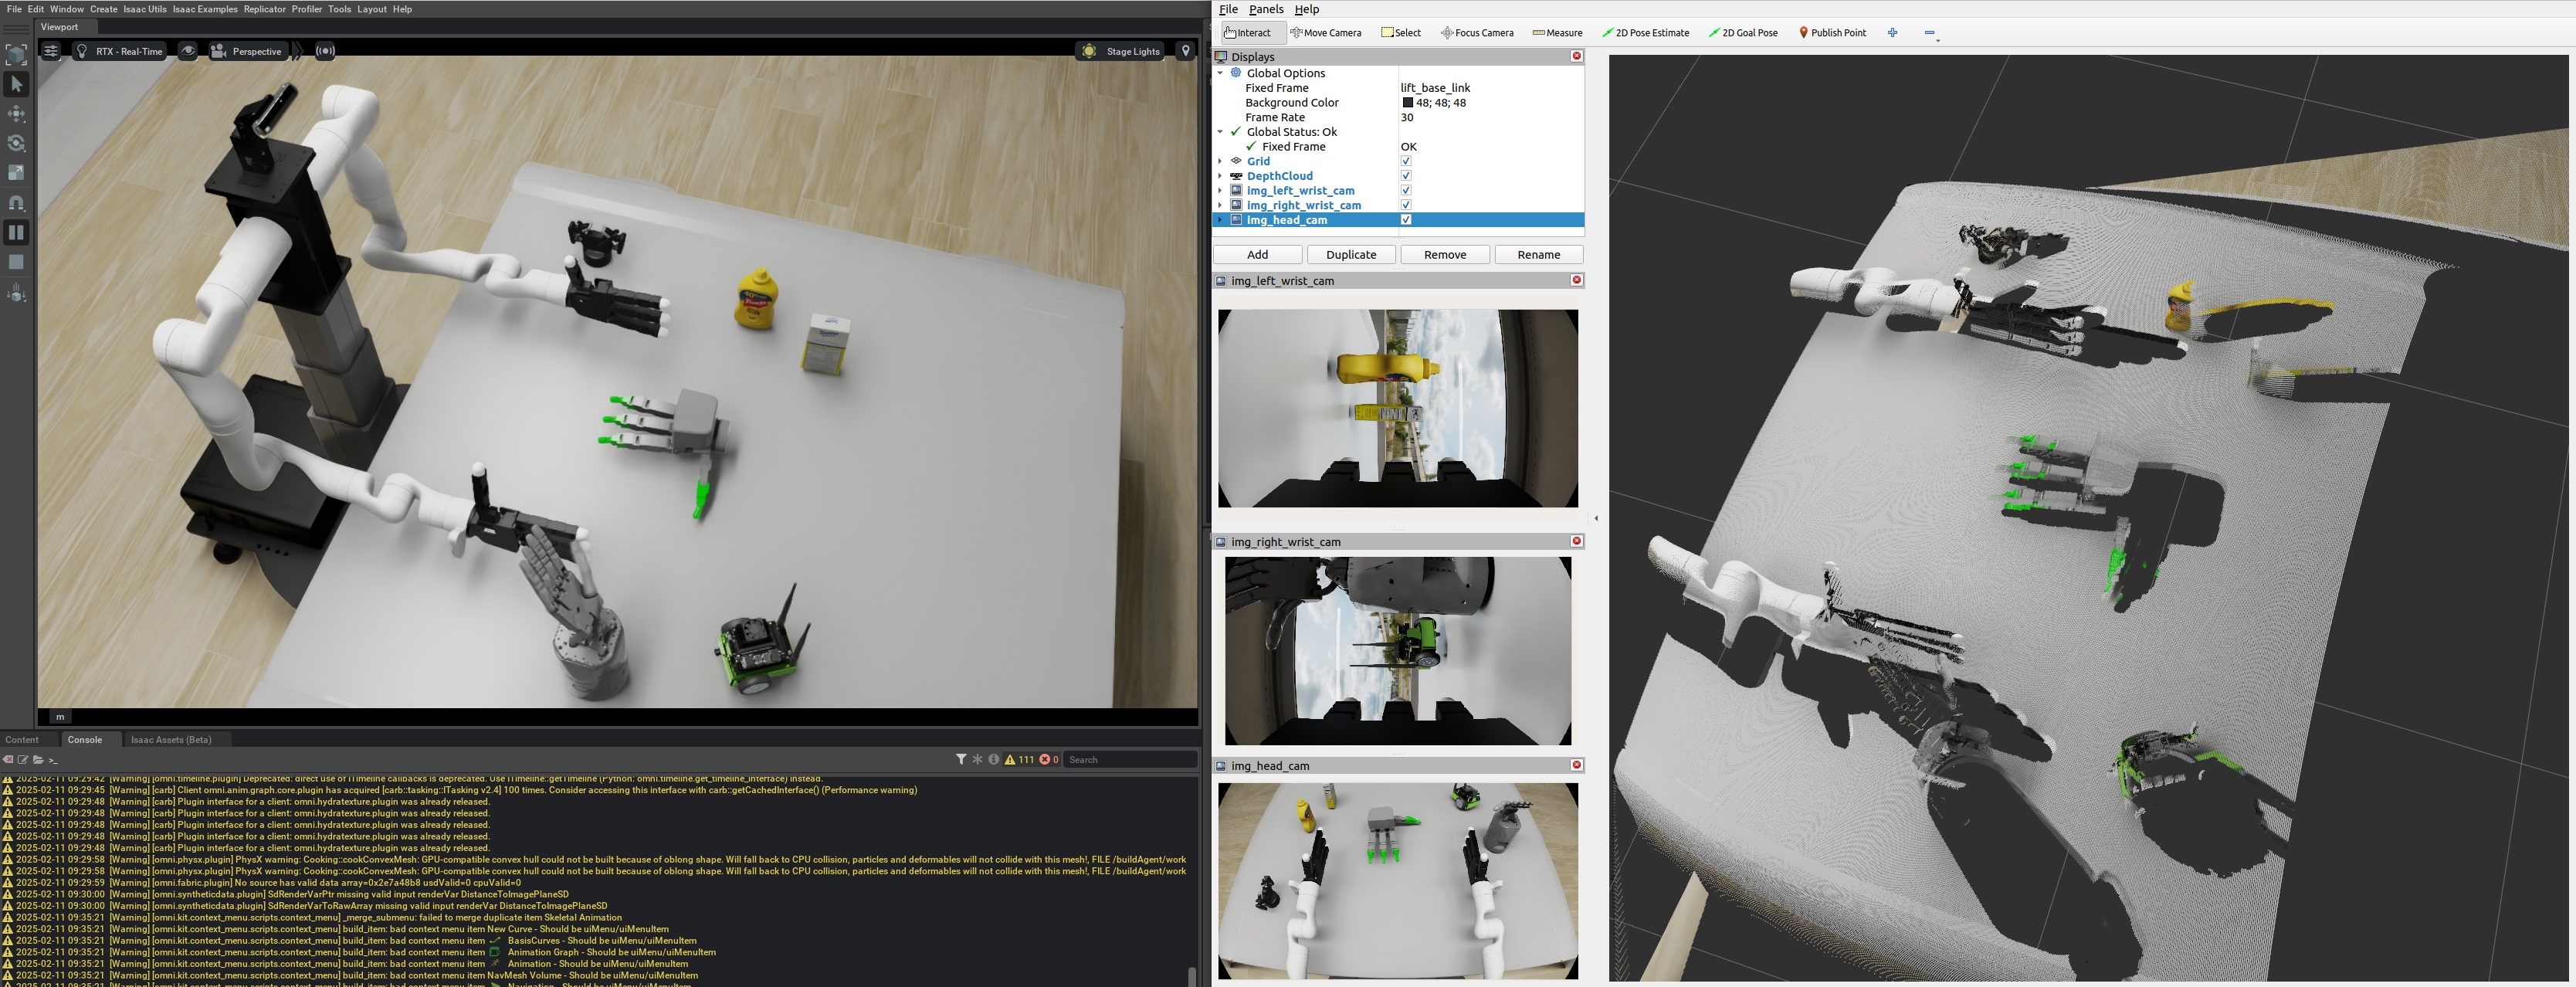 File Edit Window Create Isaac Utils Isaac Examples Replicator Profiler Tools Layout Help
Viewport
RTX - Real-Time
Perspective
Stage Lights
m
Content Console Isaac Assets (Beta)
111 0 Search
2025-02-11 09:29:42 [Warning] [omni.timeline.plugin] Deprecated: direct use of ITimeline callbacks is deprecated. Use ITimeline::getTimeline (Python: omni.timeline.get_timeline_interface) instead.
2025-02-11 09:29:45 [Warning] [carb] Client omni.anim.graph.core.plugin has acquired [carb::tasking::ITasking v2.4] 100 times. Consider accessing this interface with carb::getCachedInterface() (Performance warning)
2025-02-11 09:29:48 [Warning] [carb] Plugin interface for a client: omni.hydratexture.plugin was already released.
2025-02-11 09:29:48 [Warning] [carb] Plugin interface for a client: omni.hydratexture.plugin was already released.
2025-02-11 09:29:48 [Warning] [carb] Plugin interface for a client: omni.hydratexture.plugin was already released.
2025-02-11 09:29:48 [Warning] [carb] Plugin interface for a client: omni.hydratexture.plugin was already released.
2025-02-11 09:29:48 [Warning] [carb] Plugin interface for a client: omni.hydratexture.plugin was already released.
2025-02-11 09:29:58 [Warning] [omni.physx.plugin] PhysX warning: Cooking::cookConvexMesh: GPU-compatible convex hull could not be built because of oblong shape. Will fall back to CPU collision, particles and deformables will not collide with this mesh!, FILE /buildAgent/work
2025-02-11 09:29:58 [Warning] [omni.physx.plugin] PhysX warning: Cooking::cookConvexMesh: GPU-compatible convex hull could not be built because of oblong shape. Will fall back to CPU collision, particles and deformables will not collide with this mesh!, FILE /buildAgent/work
2025-02-11 09:29:59 [Warning] [omni.fabric.plugin] No source has valid data array=0x2e7a48b8 usdValid=0 cpuValid=0
2025-02-11 09:30:00 [Warning] [omni.syntheticdata.plugin] SdRenderVarPtr missing valid input renderVar DistanceToImagePlaneSD
2025-02-11 09:30:00 [Warning] [omni.syntheticdata.plugin] SdRenderVarToRawArray missing valid input renderVar DistanceToImagePlaneSD
2025-02-11 09:35:21 [Warning] [omni.kit.context_menu.scripts.context_menu] _merge_submenu: failed to merge duplicate item Skeletal Animation
2025-02-11 09:35:21 [Warning] [omni.kit.context_menu.scripts.context_menu] build_item: bad context menu item New Curve - Should be uiMenu/uiMenuItem
2025-02-11 09:35:21 [Warning] [omni.kit.context_menu.scripts.context_menu] build_item: bad context menu item BasisCurves - Should be uiMenu/uiMenuItem
2025-02-11 09:35:21 [Warning] [omni.kit.context_menu.scripts.context_menu] build_item: bad context menu item Animation Graph - Should be uiMenu/uiMenuItem
2025-02-11 09:35:21 [Warning] [omni.kit.context_menu.scripts.context_menu] build_item: bad context menu item Animation - Should be uiMenu/uiMenuItem
2025-02-11 09:35:21 [Warning] [omni.kit.context_menu.scripts.context_menu] build_item: bad context menu item NavMesh Volume - Should be uiMenu/uiMenuItem
2025-02-11 09:35:21 [Warning] [omni.kit.context_menu.scripts.context_menu] build_item: bad context menu item Navigation - Should be uiMenu/uiMenuItem
File Panels Help
Interact Move Camera Select Focus Camera Measure 2D Pose Estimate 2D Goal Pose Publish Point
Displays
Global Options
Fixed Frame lift_base_link
Background Color 48; 48; 48
Frame Rate 30
Global Status: Ok
Fixed Frame OK
Grid
DepthCloud
img_left_wrist_cam
img_right_wrist_cam
img_head_cam
Add Duplicate Remove Rename
img_left_wrist_cam
img_right_wrist_cam
img_head_cam